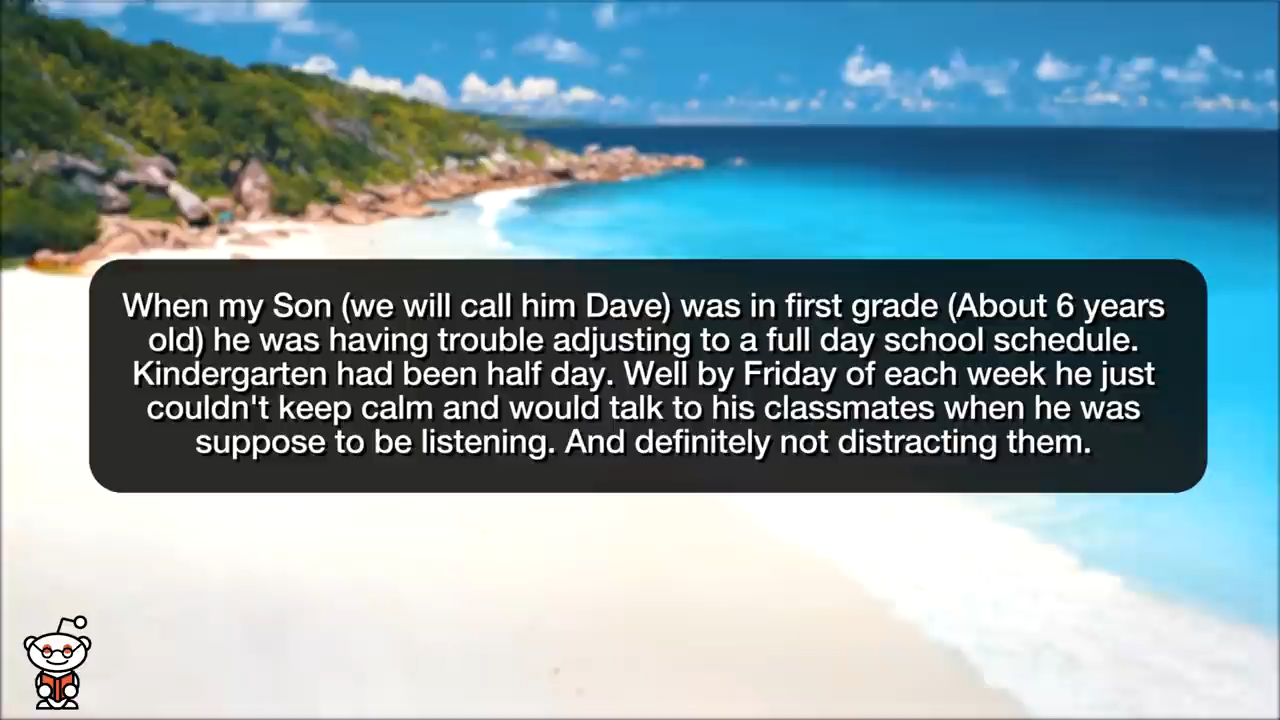 When my Son (we will call him Dave) was in first grade (About 6 years
old) he was having trouble adjusting to a full day school schedule.
Kindergarten had been half day. Well by Friday of each week he just
couldn't keep calm and would talk to his classmates when he was
suppose to be listening. And definitely not distracting them.